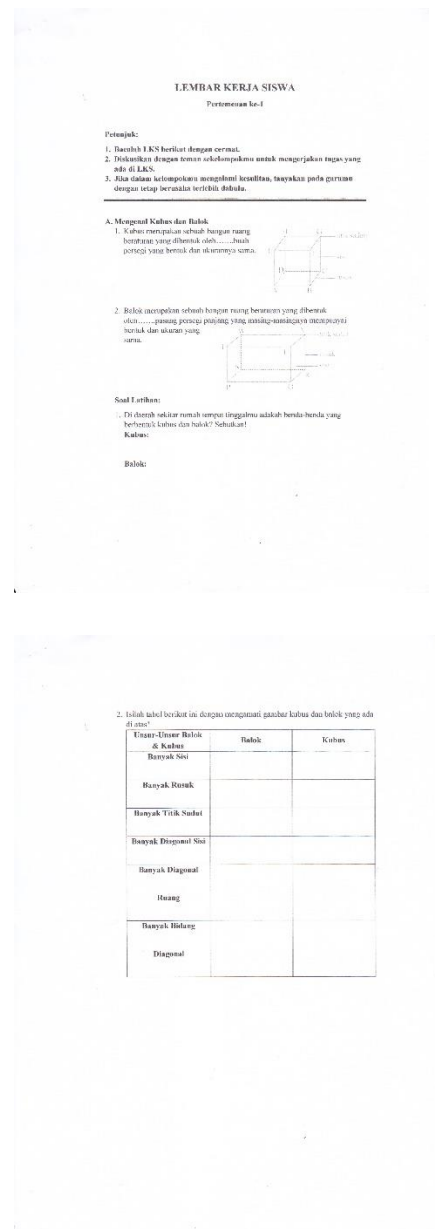 LEMBAR KERJA SISWA
Pertemuan ke-1
Petunjuk:
1. Bacalah LKS berikut dengan cermat.
2. Diskusikan dengan teman sekelompokmu untuk mengerjakan tugas yang
ada di LKS.
3. Jika dalam kelompokmu mengalami kesulitan, tanyakan pada gurumu
dengan tetap berusaha terlebih dahulu.
A. Mengenal Kubus dan Balok
1. Kubus merupakan sebuah bangun ruang
beraturan yang dibentuk oleh……buah
persegi yang bentuk dan ukurannya sama.
2. Balok merupakan sebuah bangun ruang beraturan yang dibentuk
oleh……pasang persegi panjang yang masing-masingnya mempunyai
bentuk dan ukuran yang
sama.
Soal Latihan:
1. Di daerah sekitar rumah tempat tinggalmu adakah benda-benda yang
berbentuk kubus dan balok? Sebutkan!
Kubus:
Balok:
2. Isilah tabel berikut ini dengan mengamati gambar kubus dan balok yang ada
di atas!
Unsur-Unsur Balok
& Kubus
Balok
Kubus
Banyak Sisi
Banyak Rusuk
Banyak Titik Sudut
Banyak Diagonal Sisi
Banyak Diagonal
Ruang
Banyak Bidang
Diagonal